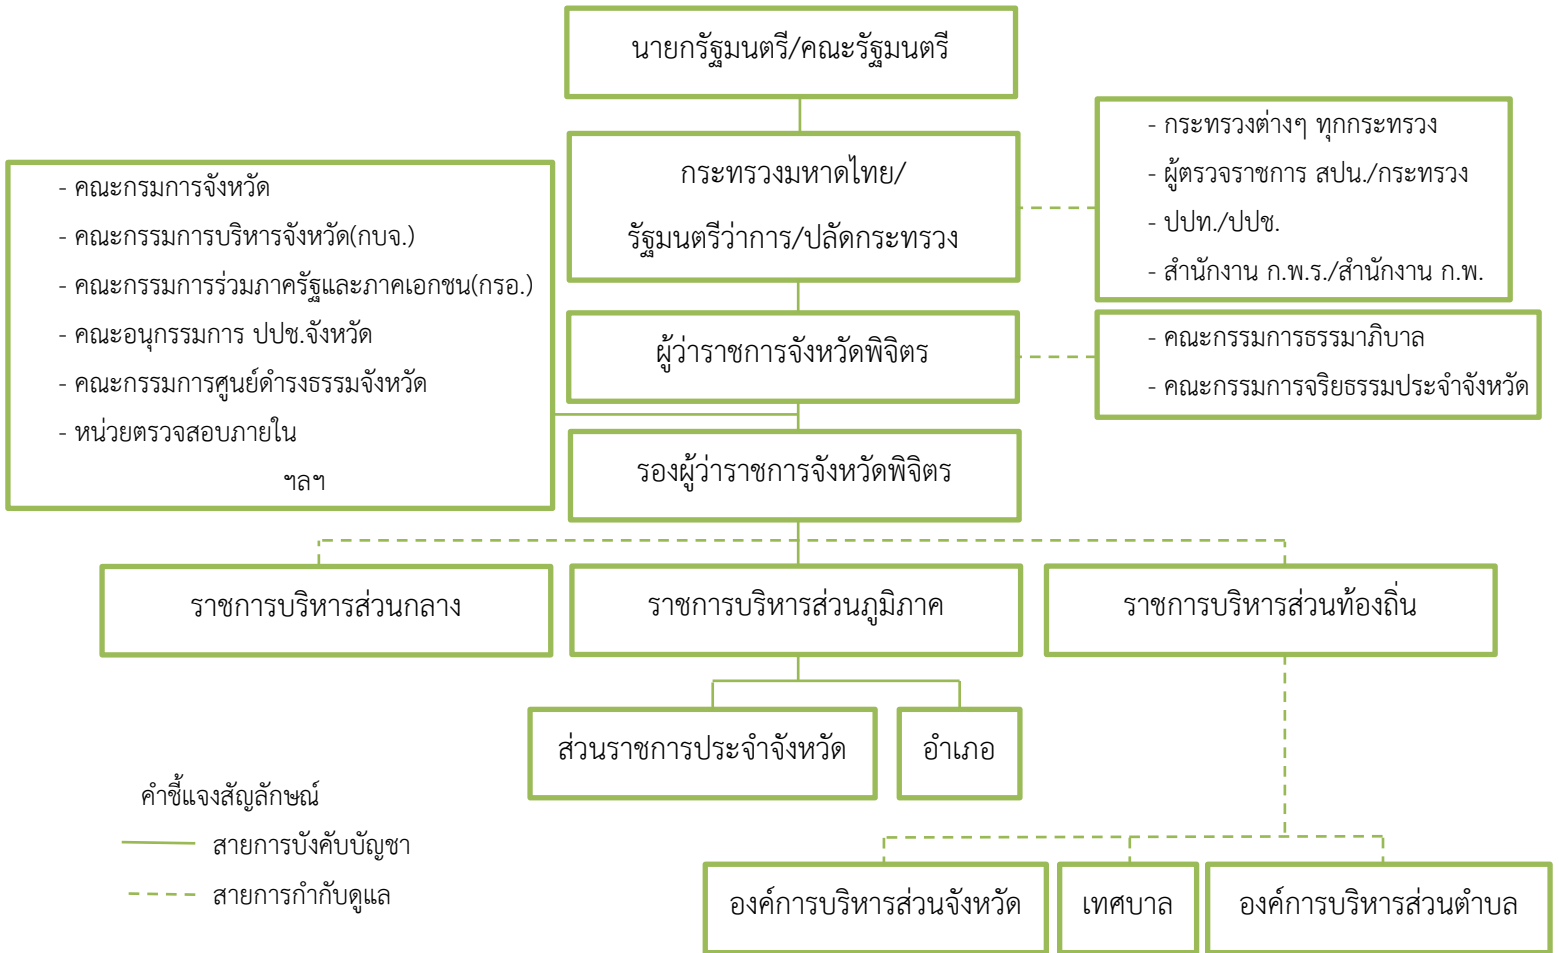 นายกรัฐมนตรี/คณะรัฐมนตรี
กระทรวงมหาดไทย/
รัฐมนตรีว่าการ/ปลัดกระทรวง
- กระทรวงต่างๆ ทุกกระทรวง
- ผู้ตรวจราชการ สปน./กระทรวง
- ปปท./ปปช.
- สำนักงาน ก.พ.ร./สำนักงาน ก.พ.
- คณะกรมการจังหวัด
- คณะกรรมการบริหารจังหวัด(กบจ.)
- คณะกรรมการร่วมภาครัฐและภาคเอกชน(กรอ.)
- คณะอนุกรรมการ ปปช.จังหวัด
- คณะกรรมการศูนย์ดำรงธรรมจังหวัด
- หน่วยตรวจสอบภายใน
ฯลฯ
ผู้ว่าราชการจังหวัดพิจิตร
- คณะกรรมการธรรมาภิบาล
- คณะกรรมการจริยธรรมประจำจังหวัด
รองผู้ว่าราชการจังหวัดพิจิตร
ราชการบริหารส่วนกลาง
ราชการบริหารส่วนภูมิภาค
ราชการบริหารส่วนท้องถิ่น
ส่วนราชการประจำจังหวัด
อำเภอ
คำชี้แจงสัญลักษณ์
สายการบังคับบัญชา
สายการกำกับดูแล
องค์การบริหารส่วนจังหวัด
เทศบาล
องค์การบริหารส่วนตำบล